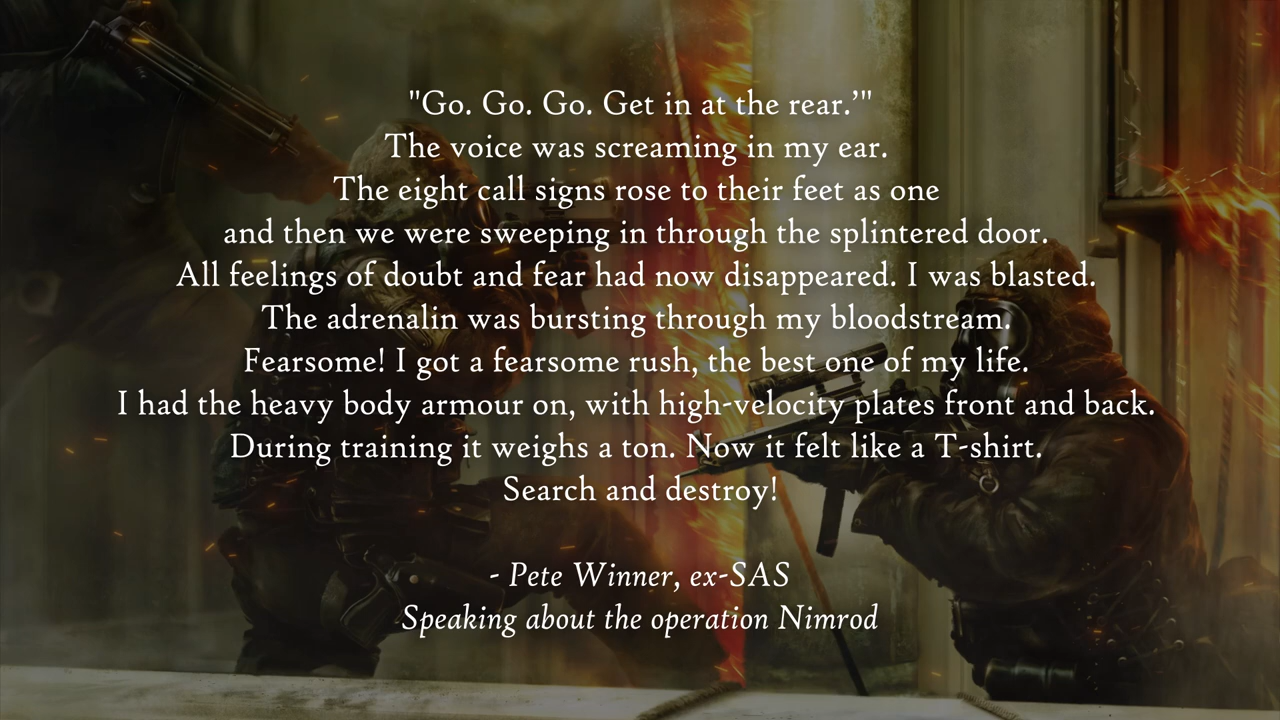 "Go. Go. Go. Get in at the rear.’"
The voice was screaming in my ear.
The eight call signs rose to their feet as one
and then we were sweeping in through the splintered door.
All feelings of doubt and fear had now disappeared. I was blasted.
The adrenalin was bursting through my bloodstream.
Fearsome! I got a fearsome rush, the best one of my life.
I had the heavy body armour on, with high-velocity plates front and back.
During training it weighs a ton. Now it felt like a T-shirt.
Search and destroy!
- Pete Winner, ex-SAS
Speaking about the operation Nimrod